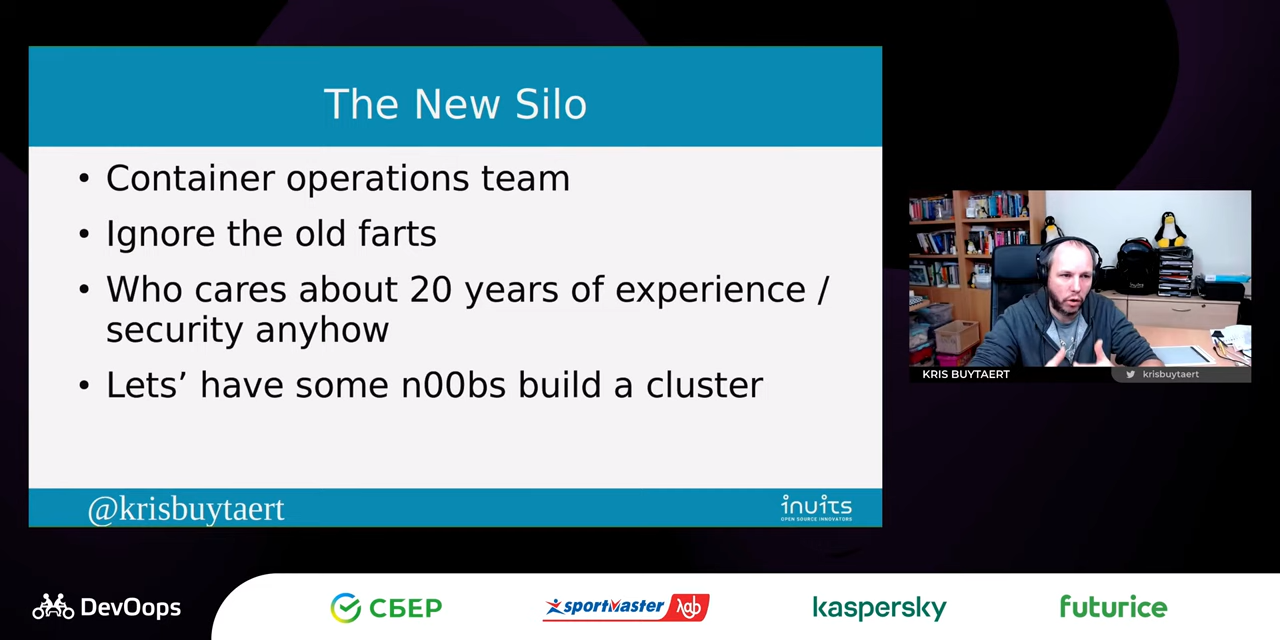 The New Silo
• Container operations team
• Ignore the old farts
• Who cares about 20 years of experience /
security anyhow
• Lets’ have some n00bs build a cluster
@krisbuytaert
inuits
OPEN SOURCE INNOVATORS
inuits
KRIS BUYTAERT
krisbuytaert
DevOops
СБЕР
sportmaster лαб
kaspersky
futurice